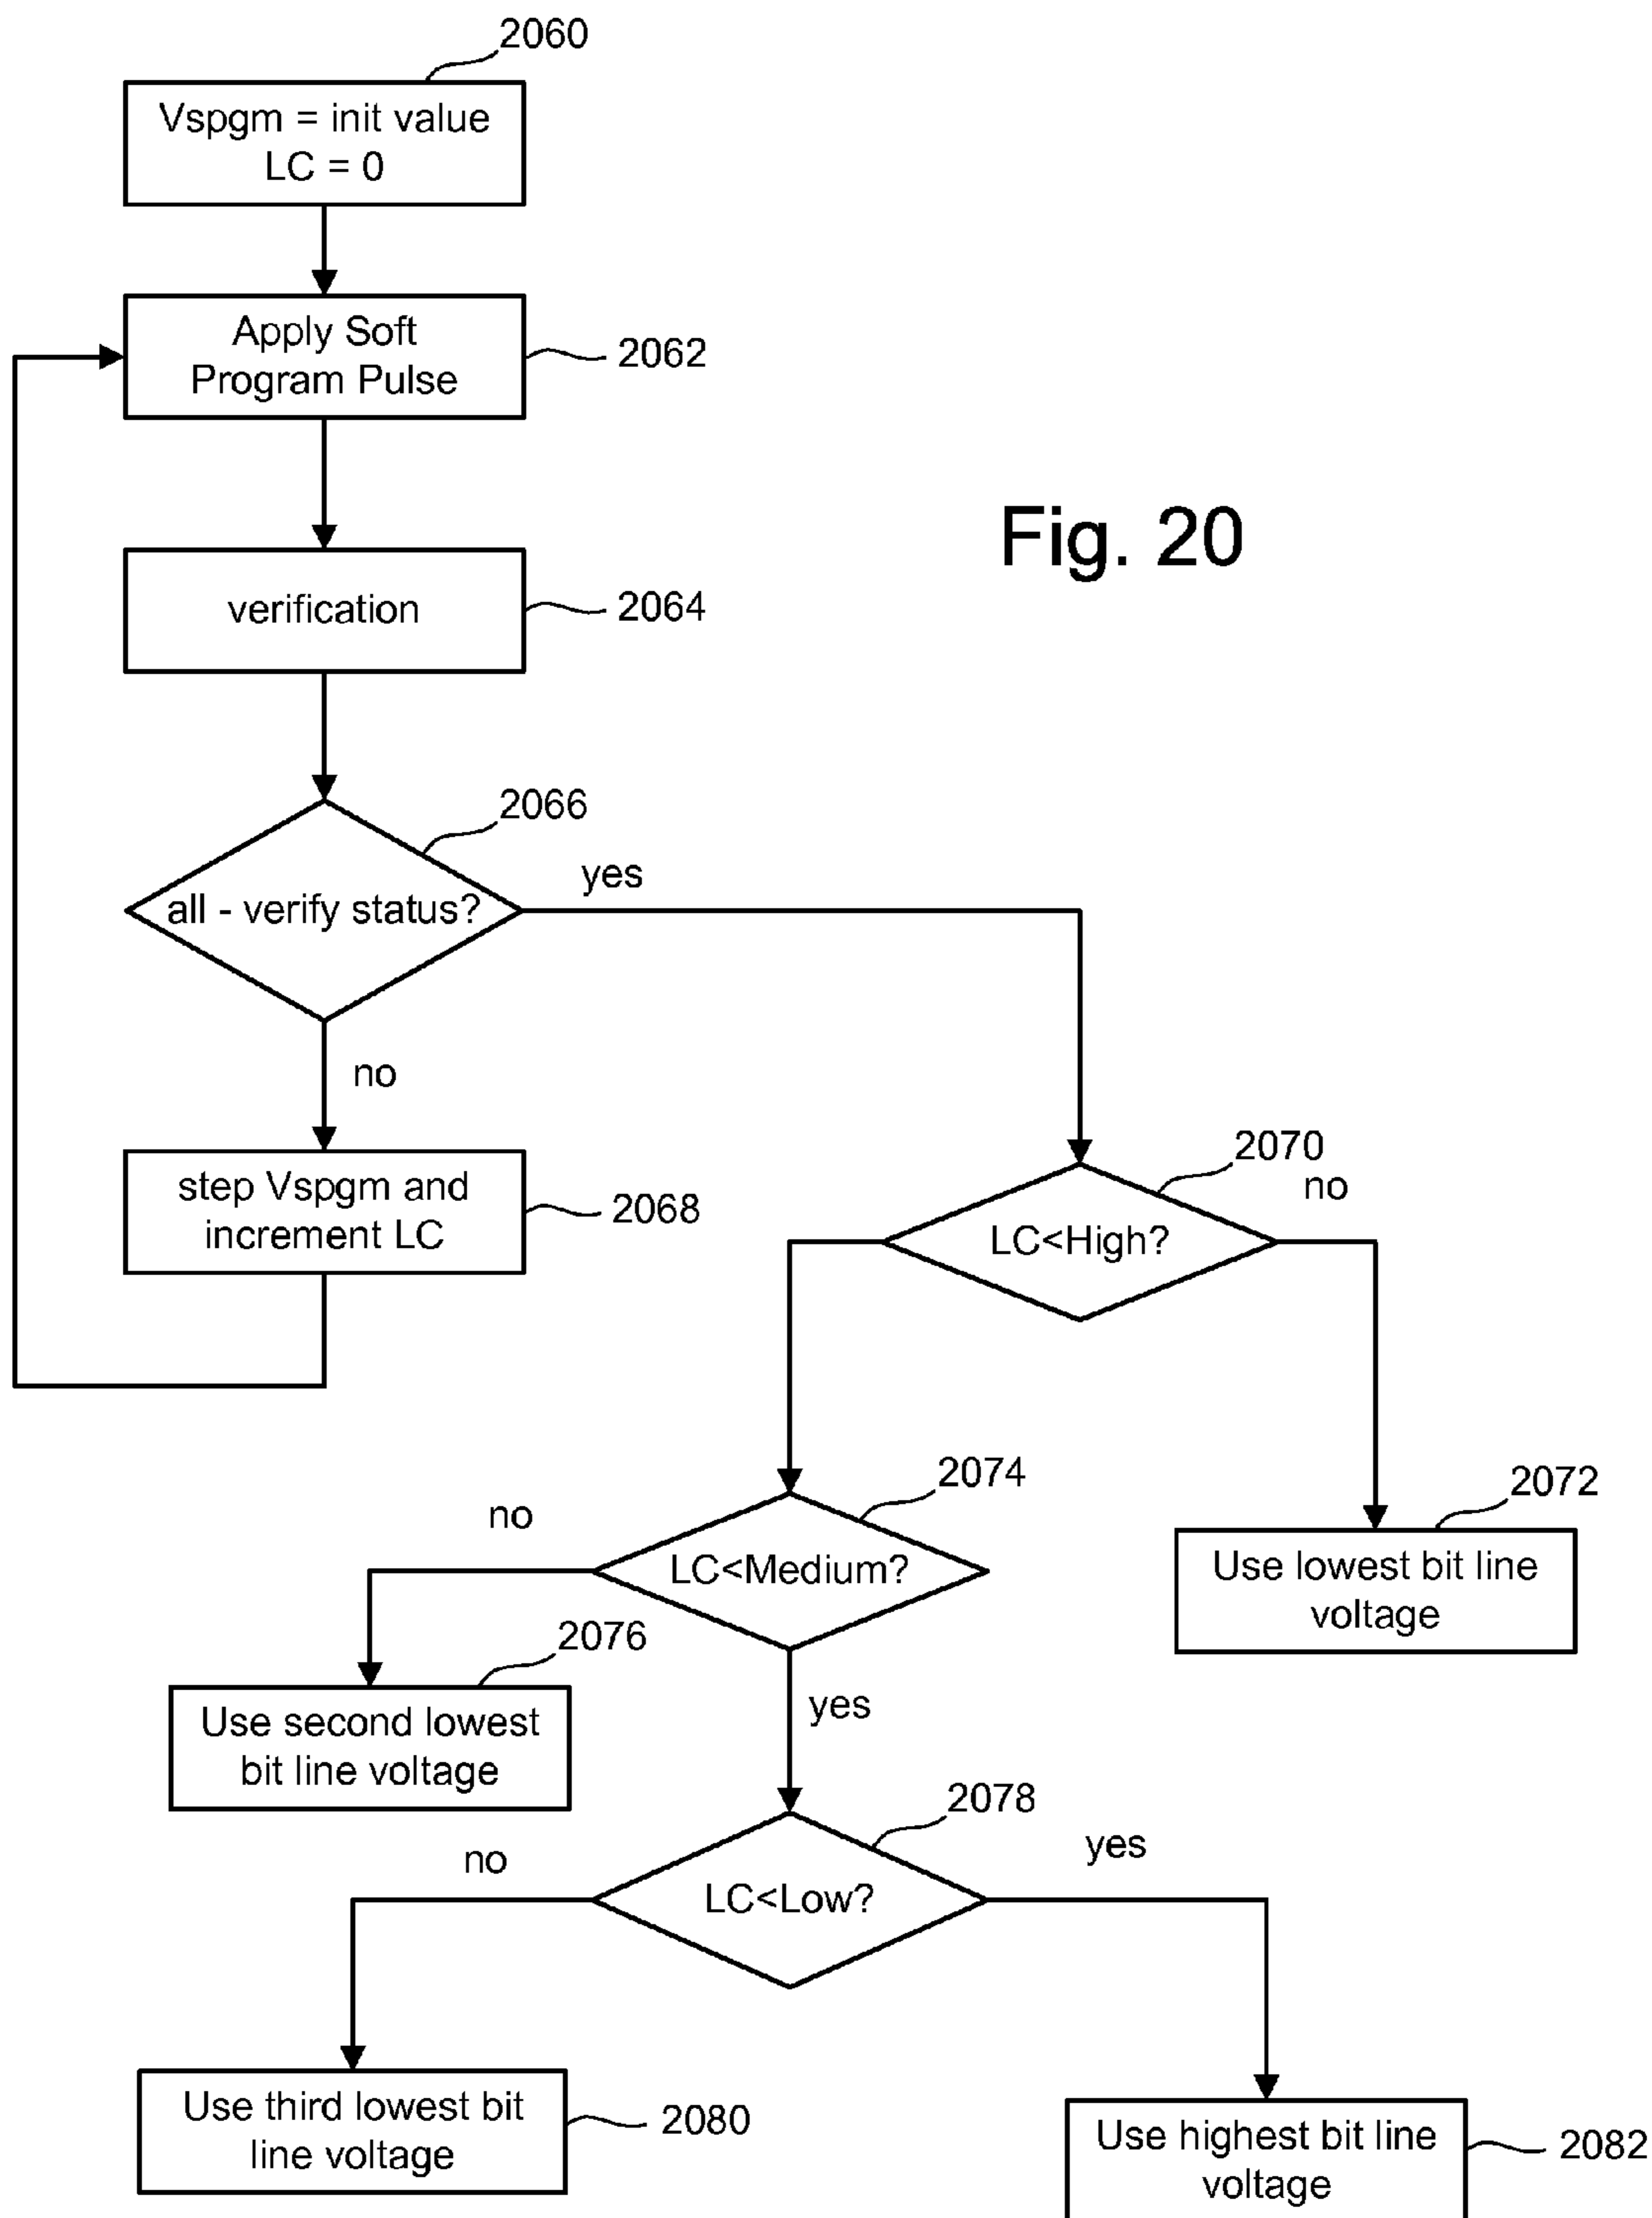 2060
Vspgm = init value
LC = 0
Apply Soft
Program Pulse
2062
Fig. 20
verification
2064
2066
all - verify status?
yes
no
step Vspgm and
increment LC
2068
2070
no
LC<High?
2074
no
LC<Medium?
2072
Use lowest bit line
voltage
2076
Use second lowest
bit line voltage
yes
2078
no
yes
LC<Low?
Use third lowest bit
line voltage
2080
Use highest bit line
voltage
2082